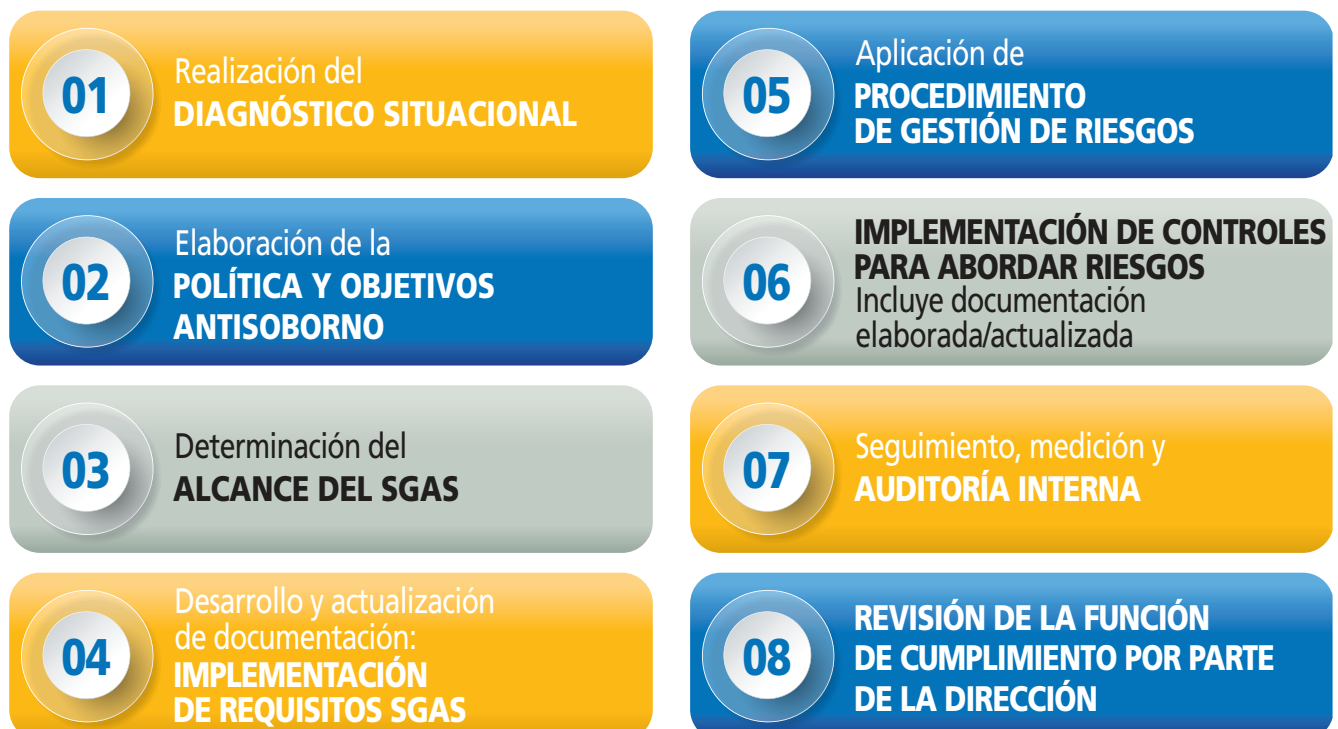 01
Realización del
DIAGNÓSTICO SITUACIONAL
02
Elaboración de la
POLÍTICA Y OBJETIVOS
ANTISOBORNO
03
Determinación del
ALCANCE DEL SGAS
04
Desarrollo y actualización
de documentación:
IMPLEMENTACIÓN
DE REQUISITOS SGAS
05
Aplicación de
PROCEDIMIENTO
DE GESTIÓN DE RIESGOS
06
IMPLEMENTACIÓN DE CONTROLES
PARA ABORDAR RIESGOS
Incluye documentación
elaborada/actualizada
07
Seguimiento, medición y
AUDITORÍA INTERNA
08
REVISIÓN DE LA FUNCIÓN
DE CUMPLIMIENTO POR PARTE
DE LA DIRECCIÓN